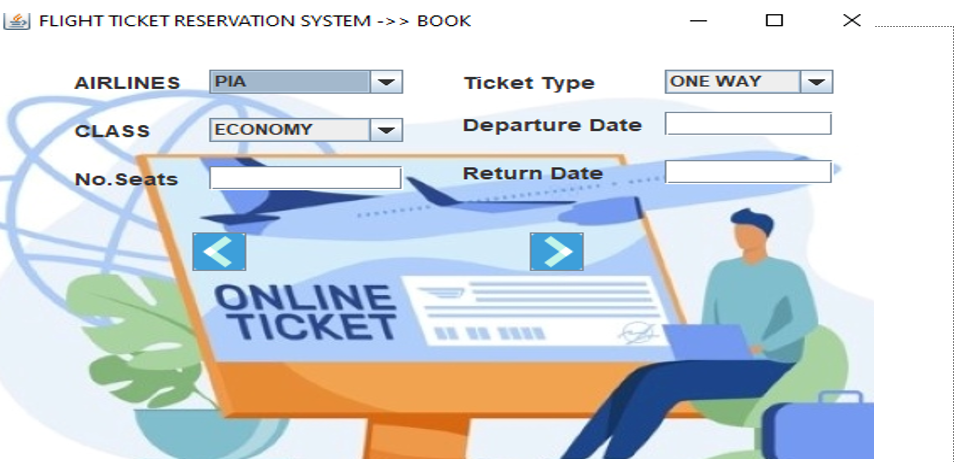 FLIGHT TICKET RESERVATION SYSTEM ->> BOOK
AIRLINES PIA Ticket Type ONE WAY
CLASS ECONOMY Departure Date
No.Seats Return Date
ONLINE
TICKET